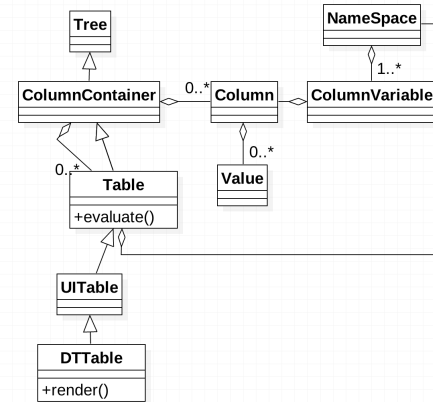 NameSpace
Tree
1..*
ColumnContainer
0..*
Column
ColumnVariable
0..*
0..*
Table
Value
+evaluate()
UITable
DTTable
+render()